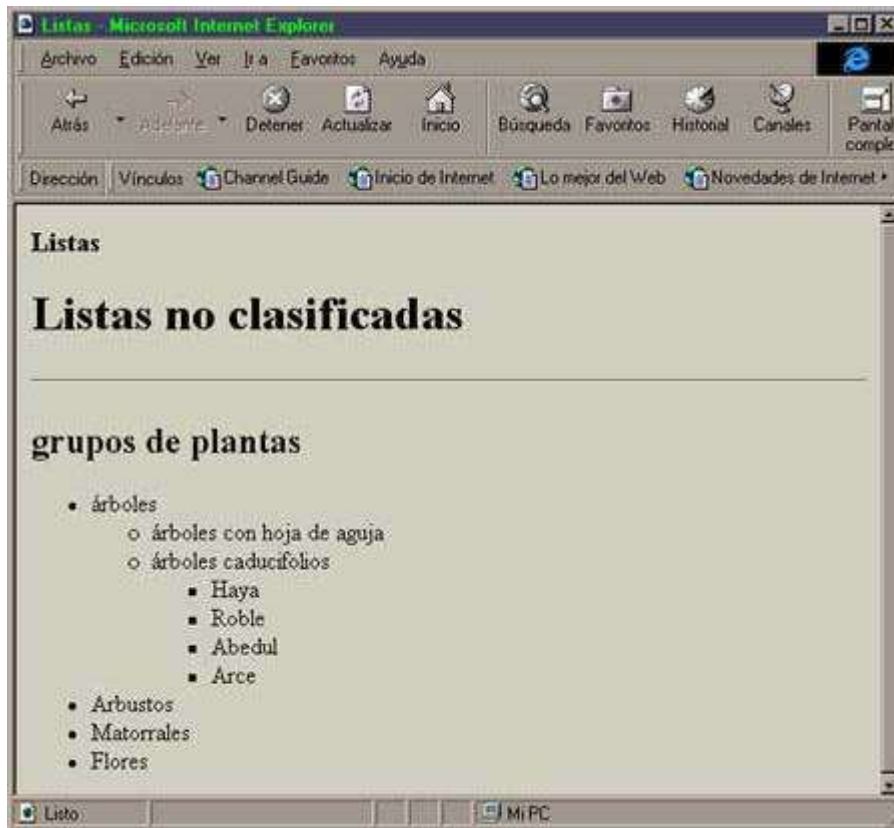 Listas - Microsoft Internet Explorer
Archivo Edición Ver Ir a Favoritos Ayuda
Atrás Adelante Detener Actualizar Inicio Búsqueda Favoritos Historial Canales Pantal comple
Dirección Vínculos Channel Guide Inicio de Internet Lo mejor del Web Novedades de Internet
Listas
Listas no clasificadas
grupos de plantas
• árboles
o árboles con hoja de aguja
o árboles caducifolios
▪ Haya
▪ Roble
▪ Abedul
▪ Arce
• Arbustos
• Matorrales
• Flores
Listo Mi PC